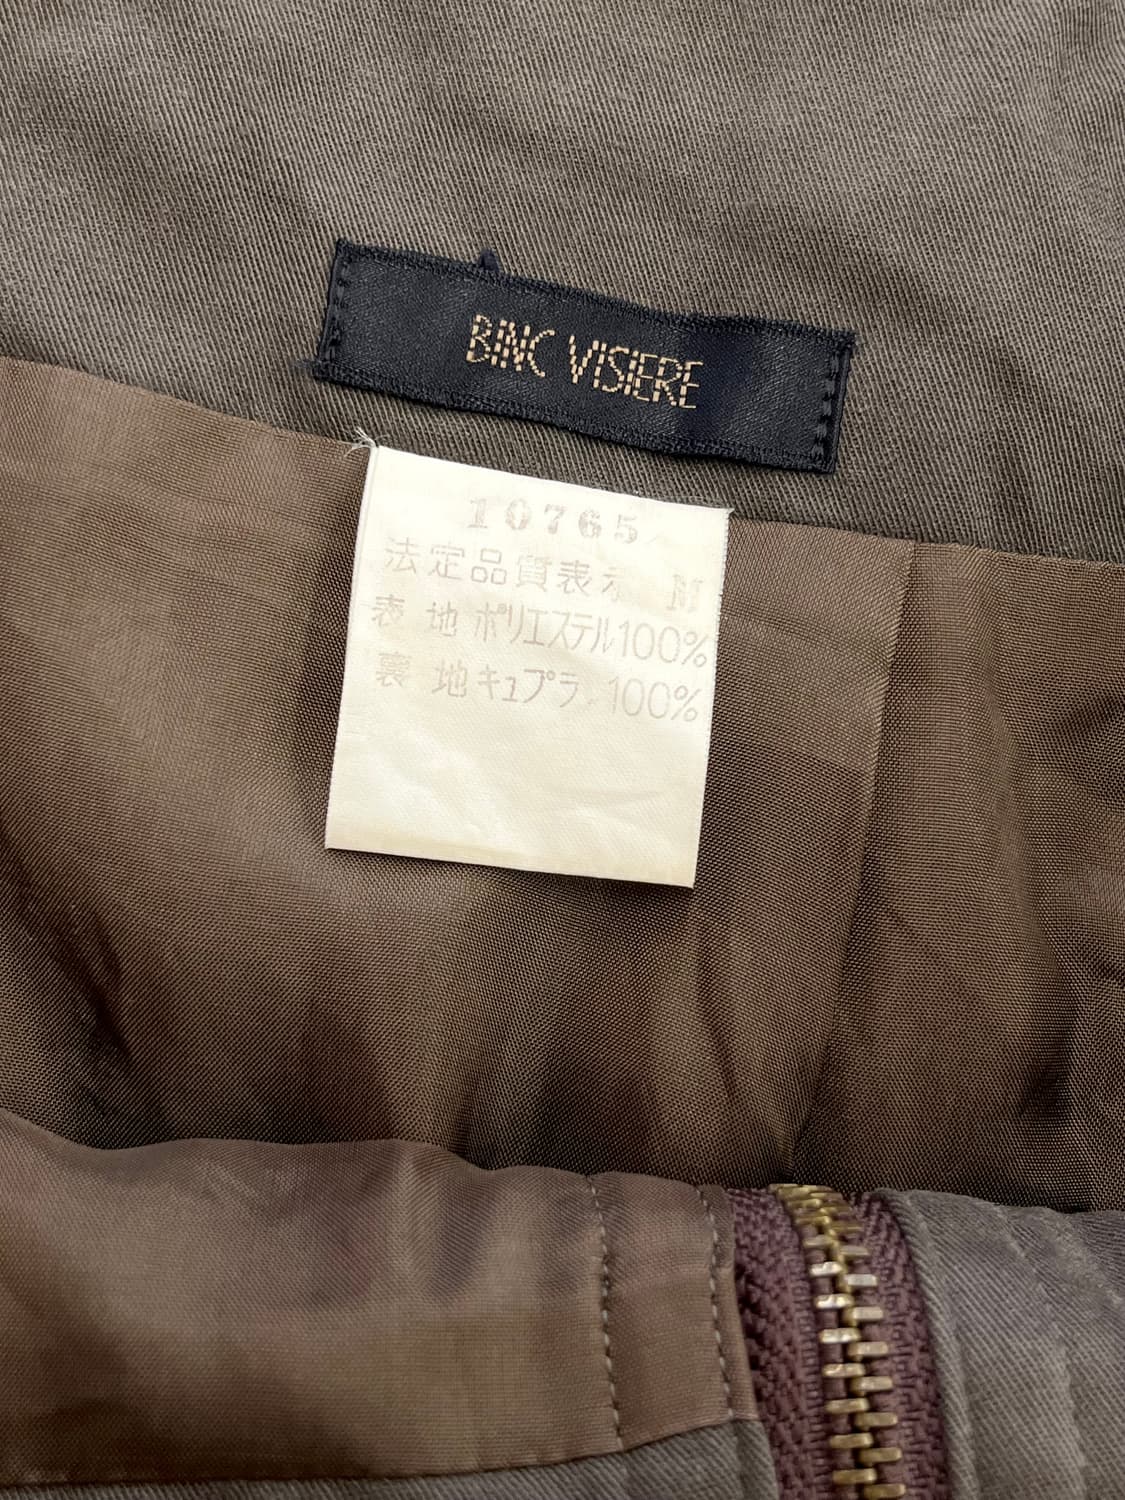 BINC VISIERE
10765
法定品質表示 M
表 地 ポリエステル100%
裏 地 キュプラ 100%